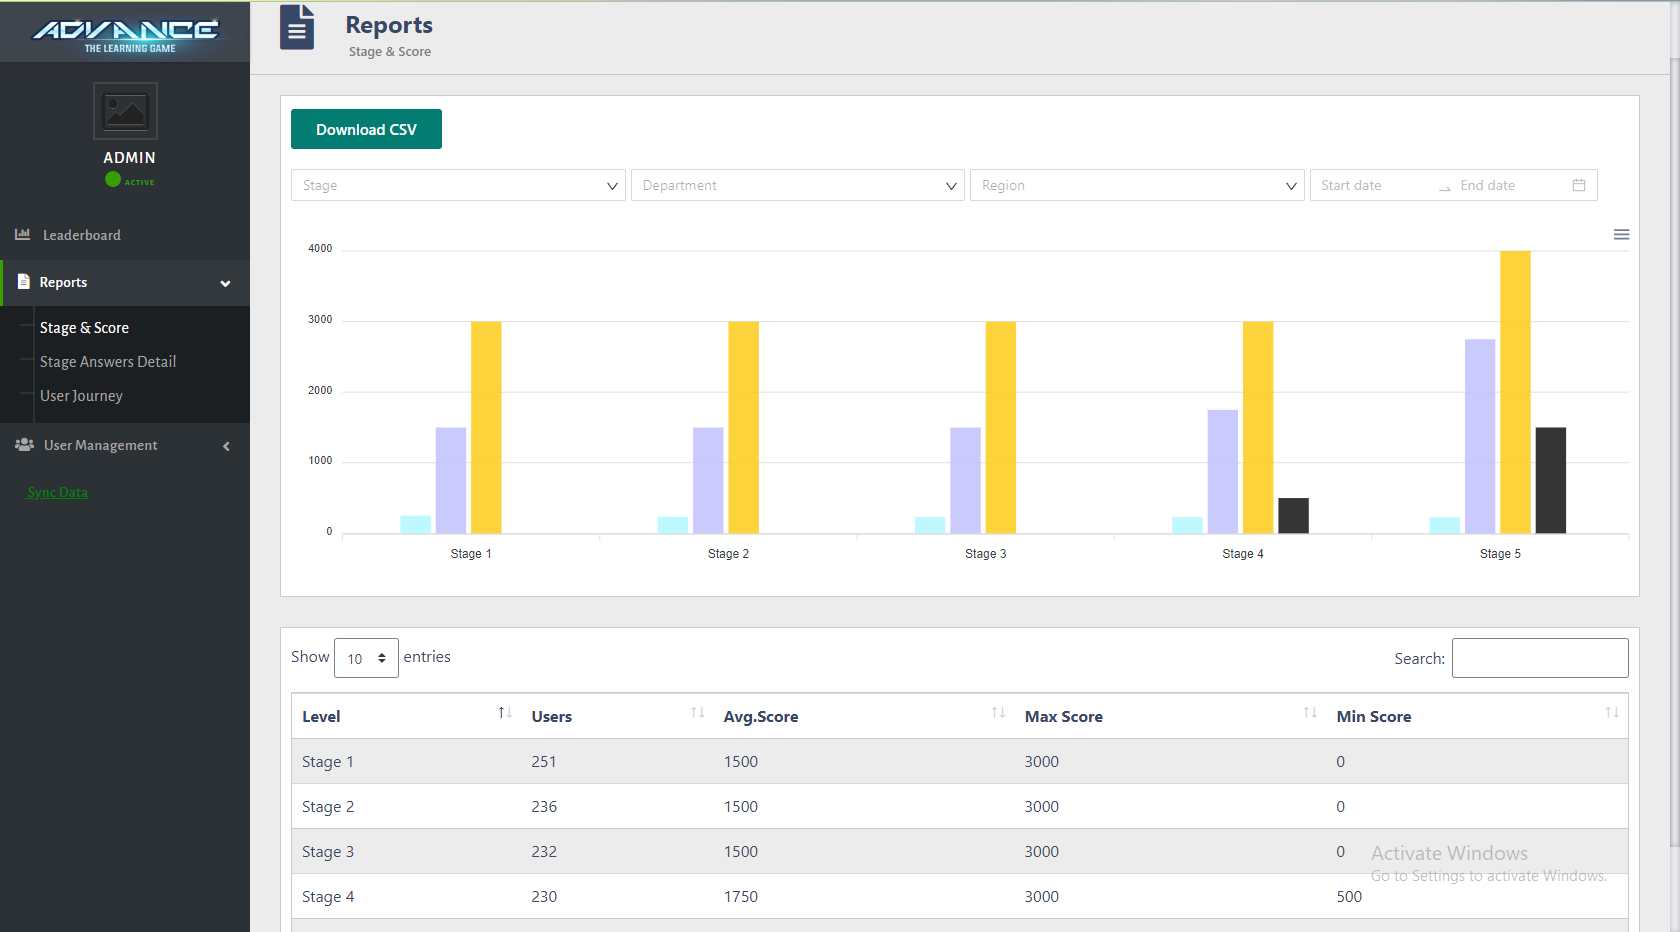 ADVANCE
THE LEARNING GAME
ADMIN
ACTIVE
Leaderboard
Reports
Stage & Score
Stage Answers Detail
User Journey
User Management
Sync Data
Reports
Stage & Score
Download CSV
Stage
Department
Region
Start date
End date
4000
3000
2000
1000
0
Stage 1
Stage 2
Stage 3
Stage 4
Stage 5
Show 10 entries
Search:
Level Users Avg.Score Max Score Min Score
Stage 1 251 1500 3000 0
Stage 2 236 1500 3000 0
Stage 3 232 1500 3000 0
Stage 4 230 1750 3000 500
Activate Windows
Go to Settings to activate Windows.